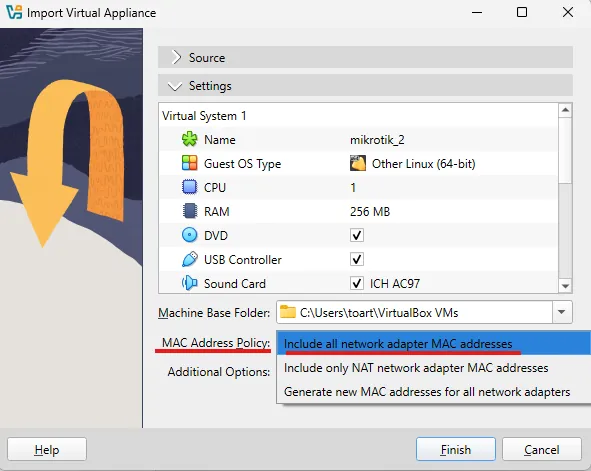 Import Virtual Appliance
Source
Settings
Virtual System 1
Name mikrotik_2
Guest OS Type Other Linux (64-bit)
CPU 1
RAM 256 MB
DVD
USB Controller
Sound Card ICH AC97
Machine Base Folder: C:\Users\toart\VirtualBox VMs
MAC Address Policy: Include all network adapter MAC addresses
Include only NAT network adapter MAC addresses
Additional Options:
Generate new MAC addresses for all network adapters
Help Finish Cancel